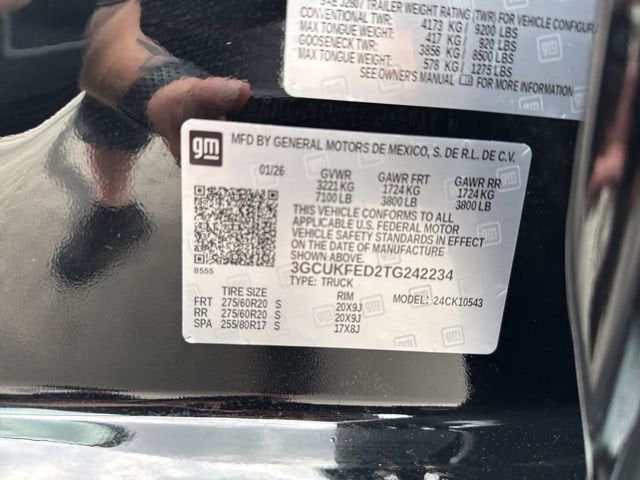 SAE J2807 TRAILER WEIGHT RATING (TWR) FOR VEHICLE
CONVENTIONAL TWR: 4173 KG / 9200 LBS
MAX TONGUE WEIGHT: 417 KG / 920 LBS
GOOSENECK TWR: 3856 KG / 8500 LBS
MAX TONGUE WEIGHT: 578 KG / 1275 LBS
SEE OWNER'S MANUAL FOR MORE INFORMATION
gm MFD BY GENERAL MOTORS DE MEXICO, S. DE R.L. DE C.V.
01/26 GVWR GAWR FRT GAWR RR
3221 KG 1724 KG 1724 KG
7100 LB 3800 LB 3800 LB
THIS VEHICLE CONFORMS TO ALL
APPLICABLE U.S. FEDERAL MOTOR
VEHICLE SAFETY STANDARDS IN EFFECT
ON THE DATE OF MANUFACTURE
SHOWN ABOVE.
8555 3GCUKFED2TG242234
TYPE: TRUCK
TIRE SIZE RIM MODEL: 24CK10543
FRT 275/60R20 S 20X9J
RR 275/60R20 S 20X9J
SPA 255/80R17 S 17X8J